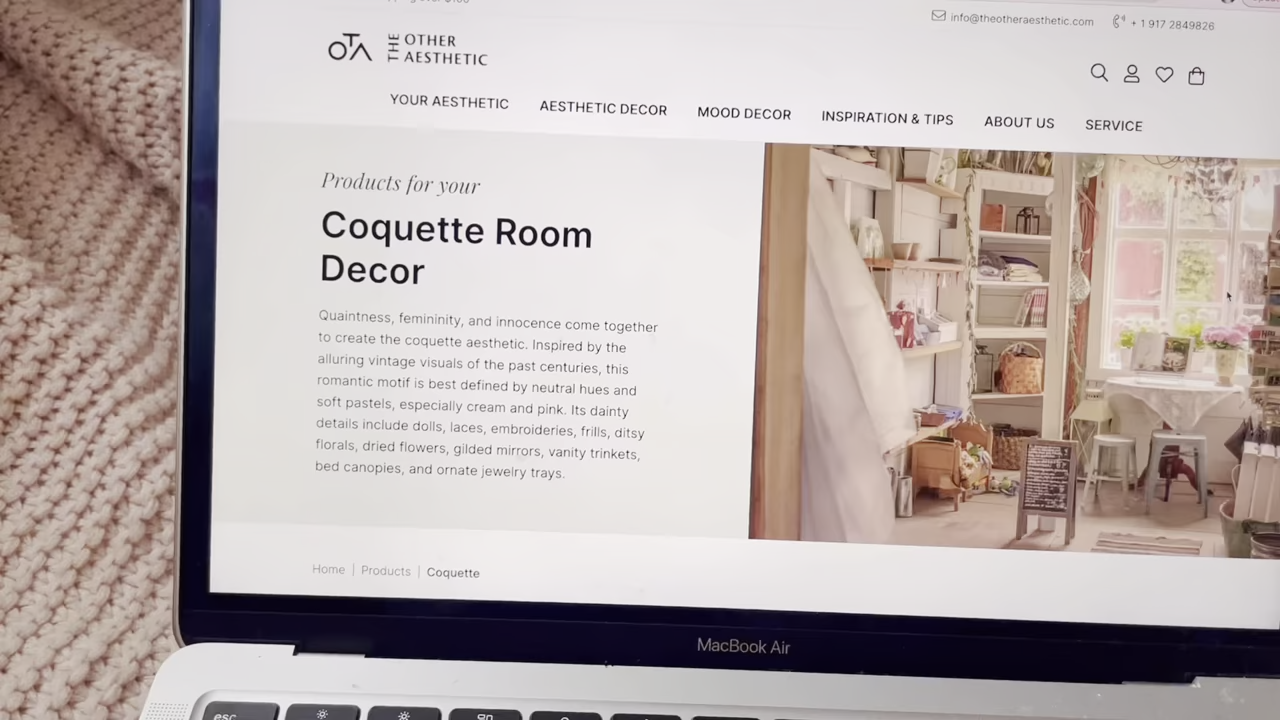 info@theotheraesthetic.com
+ 1 917 2849826
OTA THE OTHER
AESTHETIC
YOUR AESTHETIC
AESTHETIC DECOR
MOOD DECOR
INSPIRATION & TIPS
ABOUT US
SERVICE
Products for your
Coquette Room
Decor
Quaintness, femininity, and innocence come together
to create the coquette aesthetic. Inspired by the
alluring vintage visuals of the past centuries, this
romantic motif is best defined by neutral hues and
soft pastels, especially cream and pink. Its dainty
details include dolls, laces, embroideries, frills, ditsy
florals, dried flowers, gilded mirrors, vanity trinkets,
bed canopies, and ornate jewelry trays.
Home | Products | Coquette
MacBook Air
esc